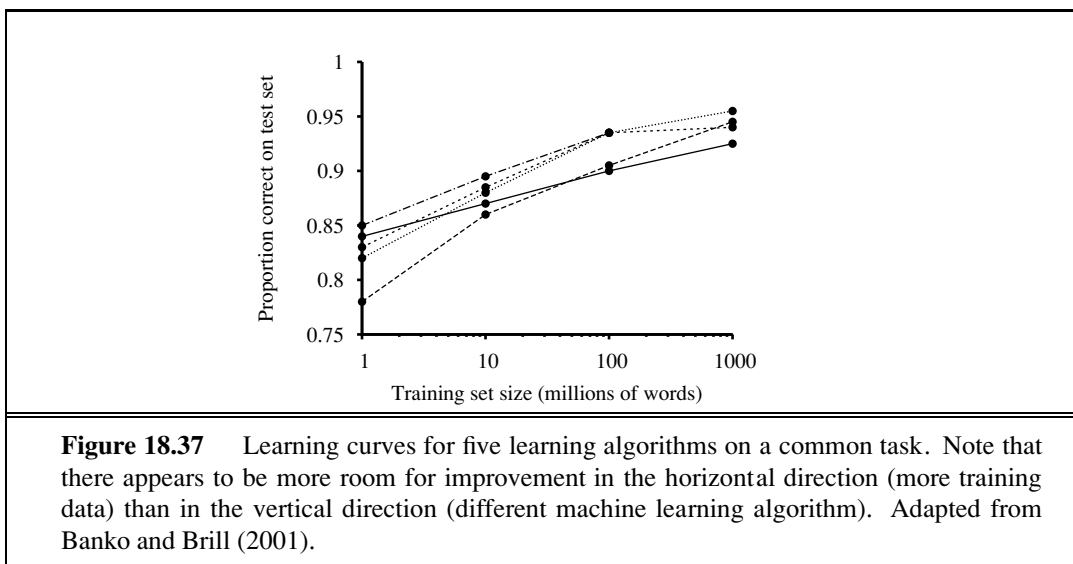 1
0.95
0.9
0.85
0.8
0.75
Proportion correct on test set
1 10 100 1000
Training set size (millions of words)
Figure 18.37 Learning curves for five learning algorithms on a common task. Note that
there appears to be more room for improvement in the horizontal direction (more training
data) than in the vertical direction (different machine learning algorithm). Adapted from
Banko and Brill (2001).